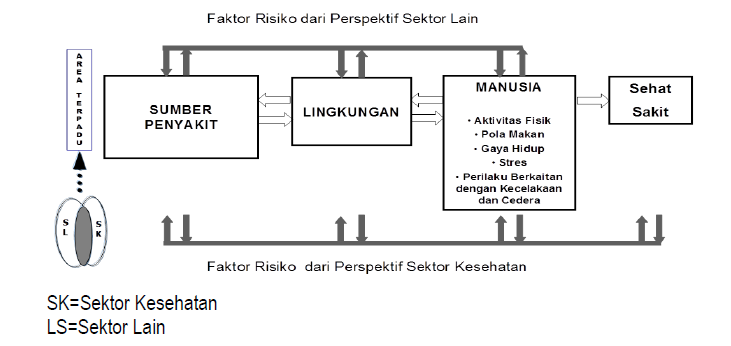 Faktor Risiko dari Perspektif Sektor Lain
AREA TERPADU
SUMBER
PENYAKIT
LINGKUNGAN
MANUSIA
• Aktivitas Fisik
• Pola Makan
• Gaya Hidup
• Stres
• Perilaku Berkaitan
dengan Kecelakaan
dan Cedera
Sehat
Sakit
SL
SK
Faktor Risiko dari Perspektif Sektor Kesehatan
SK=Sektor Kesehatan
LS=Sektor Lain